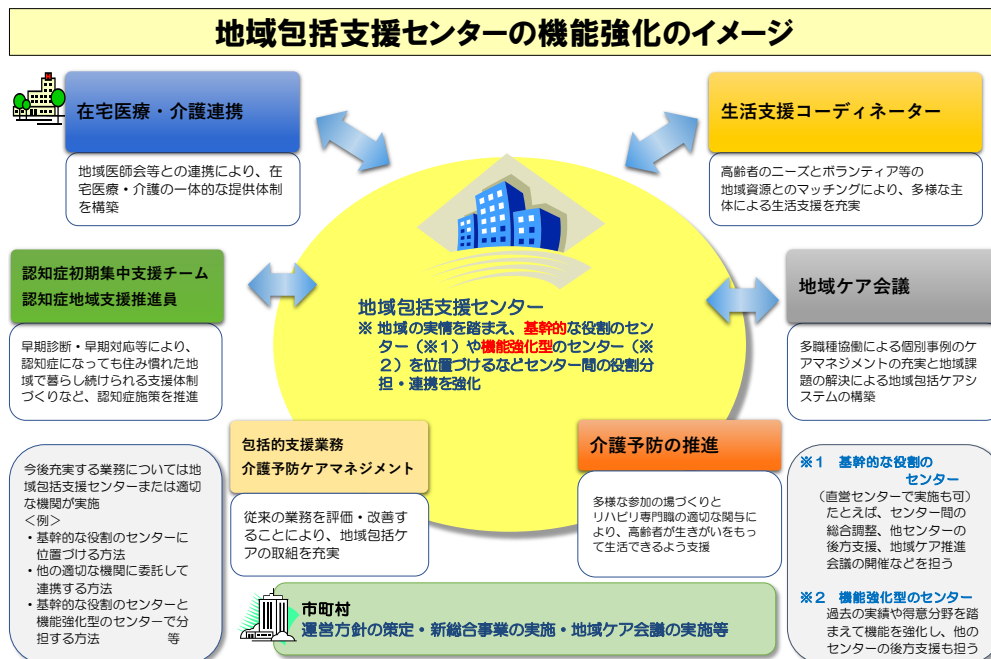 地域包括支援センターの機能強化のイメージ
在宅医療・介護連携
地域医師会等との連携により、在
宅医療・介護の一体的な提供体制
を構築
生活支援コーディネーター
高齢者のニーズとボランティア等の
地域資源とのマッチングにより、多様な主
体による生活支援を充実
認知症初期集中支援チーム
認知症地域支援推進員
早期診断・早期対応等により、
認知症になっても住み慣れた地
域で暮らし続けられる支援体制
づくりなど、認知症施策を推進
地域包括支援センター
※ 地域の実情を踏まえ、基幹的な役割のセン
ター（※１）や機能強化型のセンター（※
２）を位置づけるなどセンター間の役割分
担・連携を強化
地域ケア会議
多職種協働による個別事例のケ
アマネジメントの充実と地域課
題の解決による地域包括ケアシ
ステムの構築
今後充実する業務については地
域包括支援センターまたは適切
な機関が実施
＜例＞
・基幹的な役割のセンターに
位置づける方法
・他の適切な機関に委託して
連携する方法
・基幹的な役割のセンターと
機能強化型のセンターで分
担する方法 等
包括的支援業務
介護予防ケアマネジメント
従来の業務を評価・改善す
ることにより、地域包括ケ
アの取組を充実
介護予防の推進
多様な参加の場づくりと
リハビリ専門職の適切な関与に
より、高齢者が生きがいをもっ
て生活できるよう支援
※１ 基幹的な役割の
センター
（直営センターで実施も可）
たとえば、センター間の
総合調整、他センターの
後方支援、地域ケア推進
会議の開催などを担う
※２ 機能強化型のセンター
過去の実績や得意分野を踏
まえて機能を強化し、他の
センターの後方支援も担う
市町村
運営方針の策定・新総合事業の実施・地域ケア会議の実施等